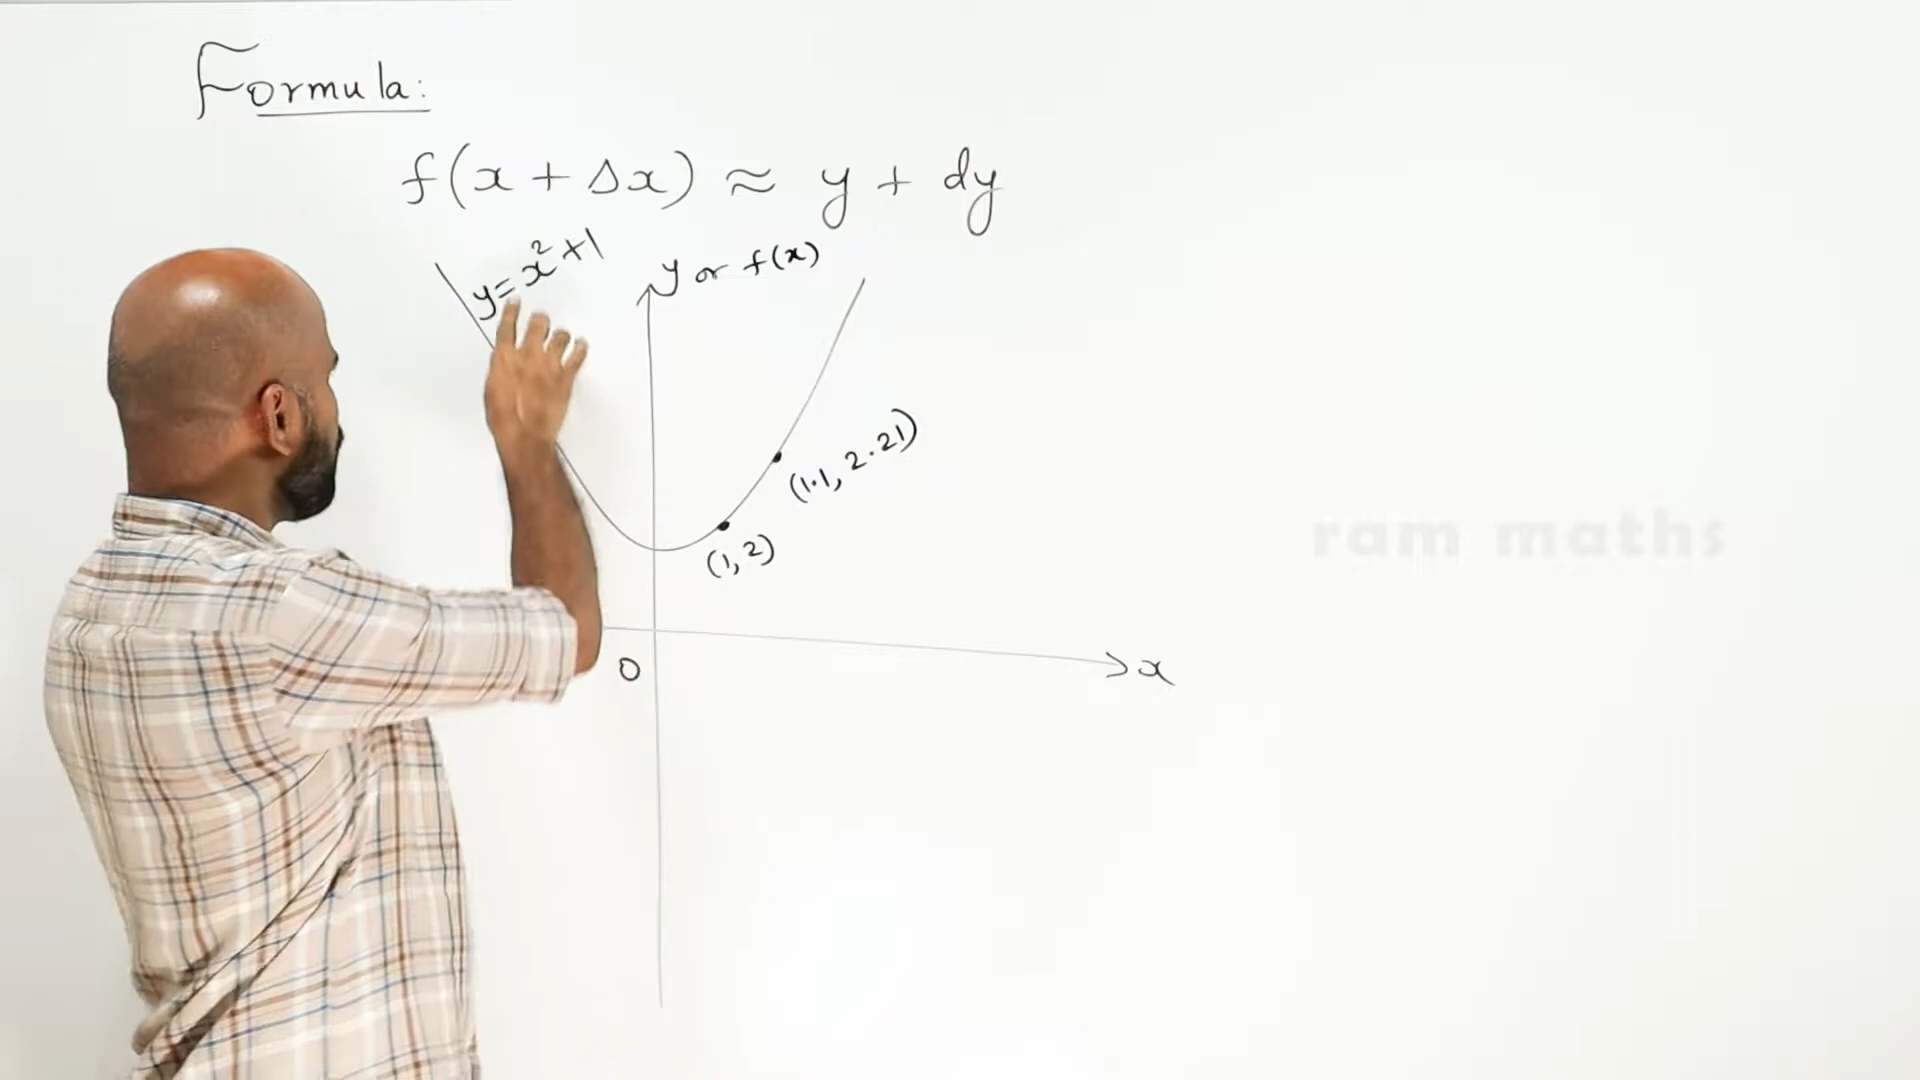 Formula:
f(x + Δx) ≈ y + dy
y = x² + 1
y or f(x)
(1.1, 2.21)
(1, 2)
ram maths
0
x